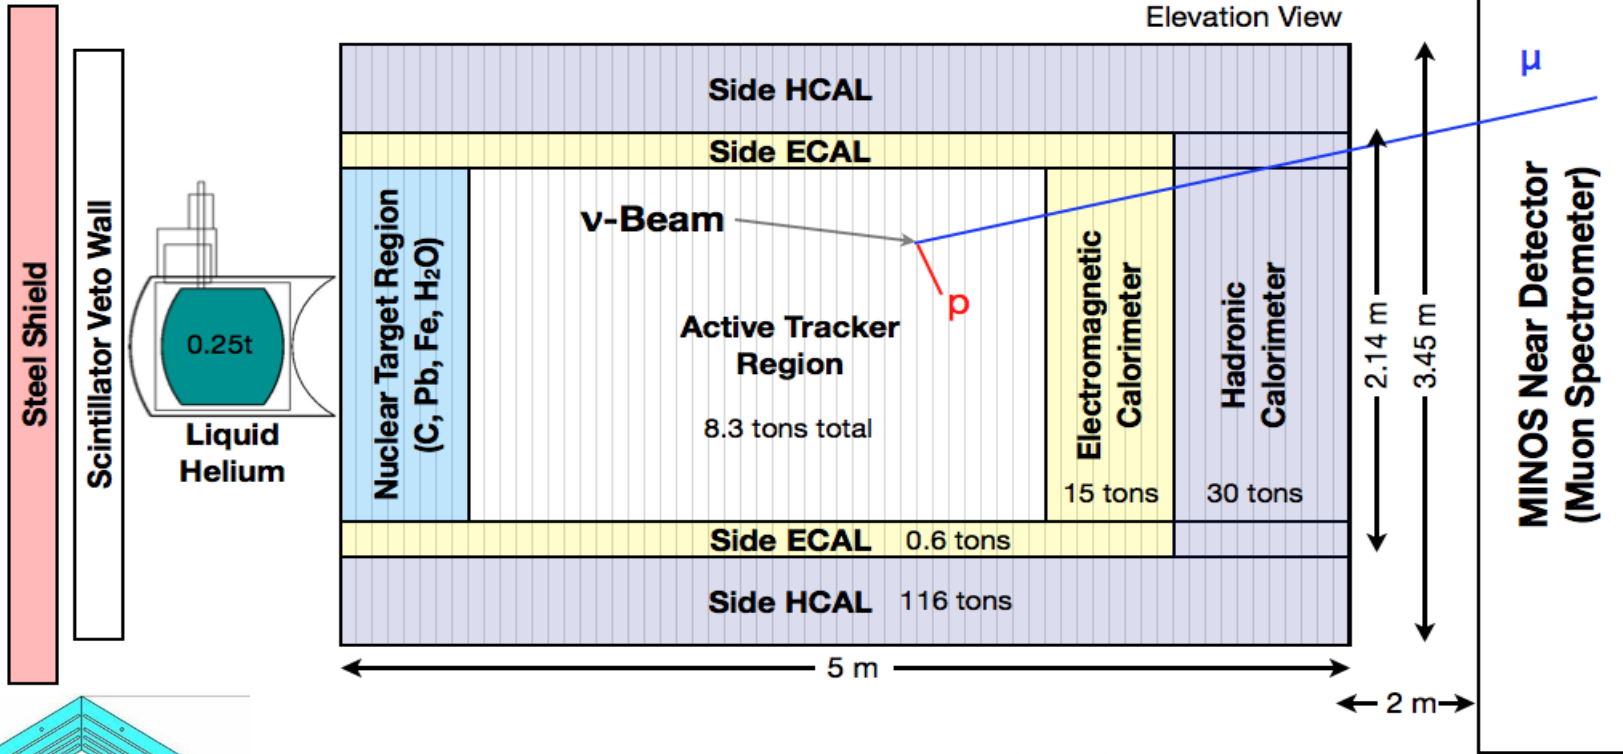 Elevation View
Steel Shield
Scintillator Veto Wall
0.25t
Liquid
Helium
Side HCAL
Side ECAL
Nuclear Target Region
(C, Pb, Fe, H₂O)
ν-Beam
p
μ
Active Tracker
Region
8.3 tons total
Electromagnetic
Calorimeter
15 tons
Hadronic
Calorimeter
30 tons
Side ECAL 0.6 tons
Side HCAL 116 tons
2.14 m
3.45 m
5 m
2 m
MINOS Near Detector
(Muon Spectrometer)